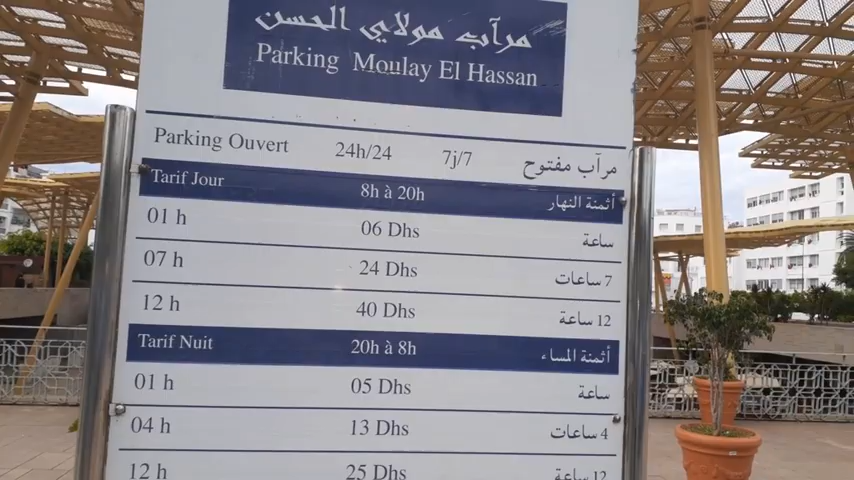 مرآب مولاي الحسن
Parking Moulay El Hassan
Parking Ouvert 24h/24 7j/7 مرآب مفتوح
Tarif Jour 8h à 20h أثمنة النهار
01 h 06 Dhs ساعة
07 h 24 Dhs 7 ساعات
12 h 40 Dhs 12 ساعة
Tarif Nuit 20h à 8h أثمنة المساء
01 h 05 Dhs ساعة
04 h 13 Dhs 4 ساعات
12 h 25 Dhs 12 ساعة